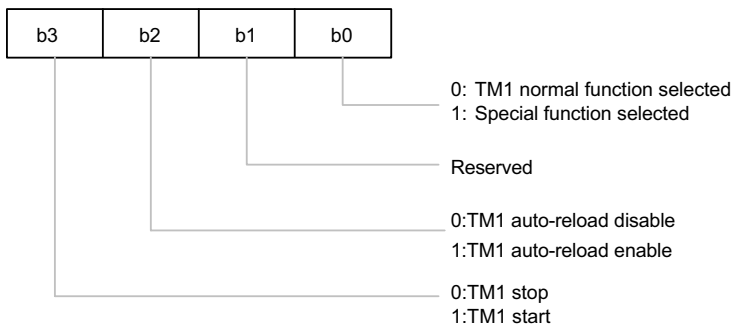 b3 b2 b1 b0
0: TM1 normal function selected
1: Special function selected
Reserved
0:TM1 auto-reload disable
1:TM1 auto-reload enable
0:TM1 stop
1:TM1 start